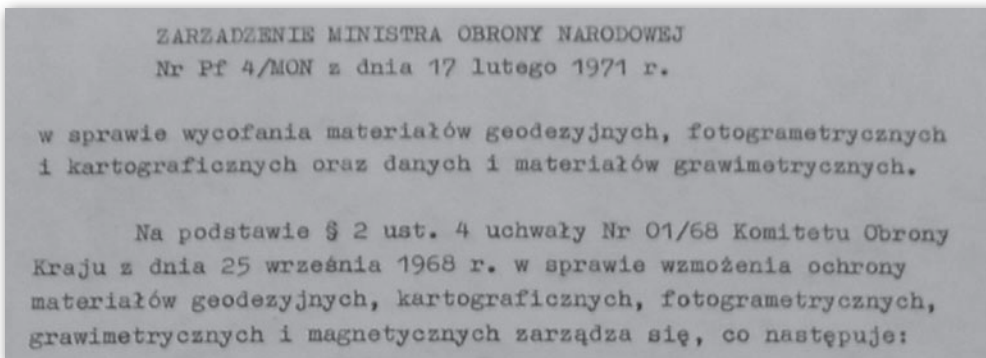 ZARZADZENIE MINISTRA OBRONY NARODOWEJ
Nr Pf 4/MON z dnia 17 lutego 1971 r.
w sprawie wycofania materiałów geodezyjnych, fotogrametrycznych
i kartograficznych oraz danych i materiałów grawimetrycznych.
Na podstawie § 2 ust. 4 uchwały Nr 01/68 Komitetu Obrony
Kraju z dnia 25 września 1968 r. w sprawie wzmożenia ochrony
materiałów geodezyjnych, kartograficznych, fotogrametrycznych,
grawimetrycznych i magnetycznych zarządza się, co następuje: